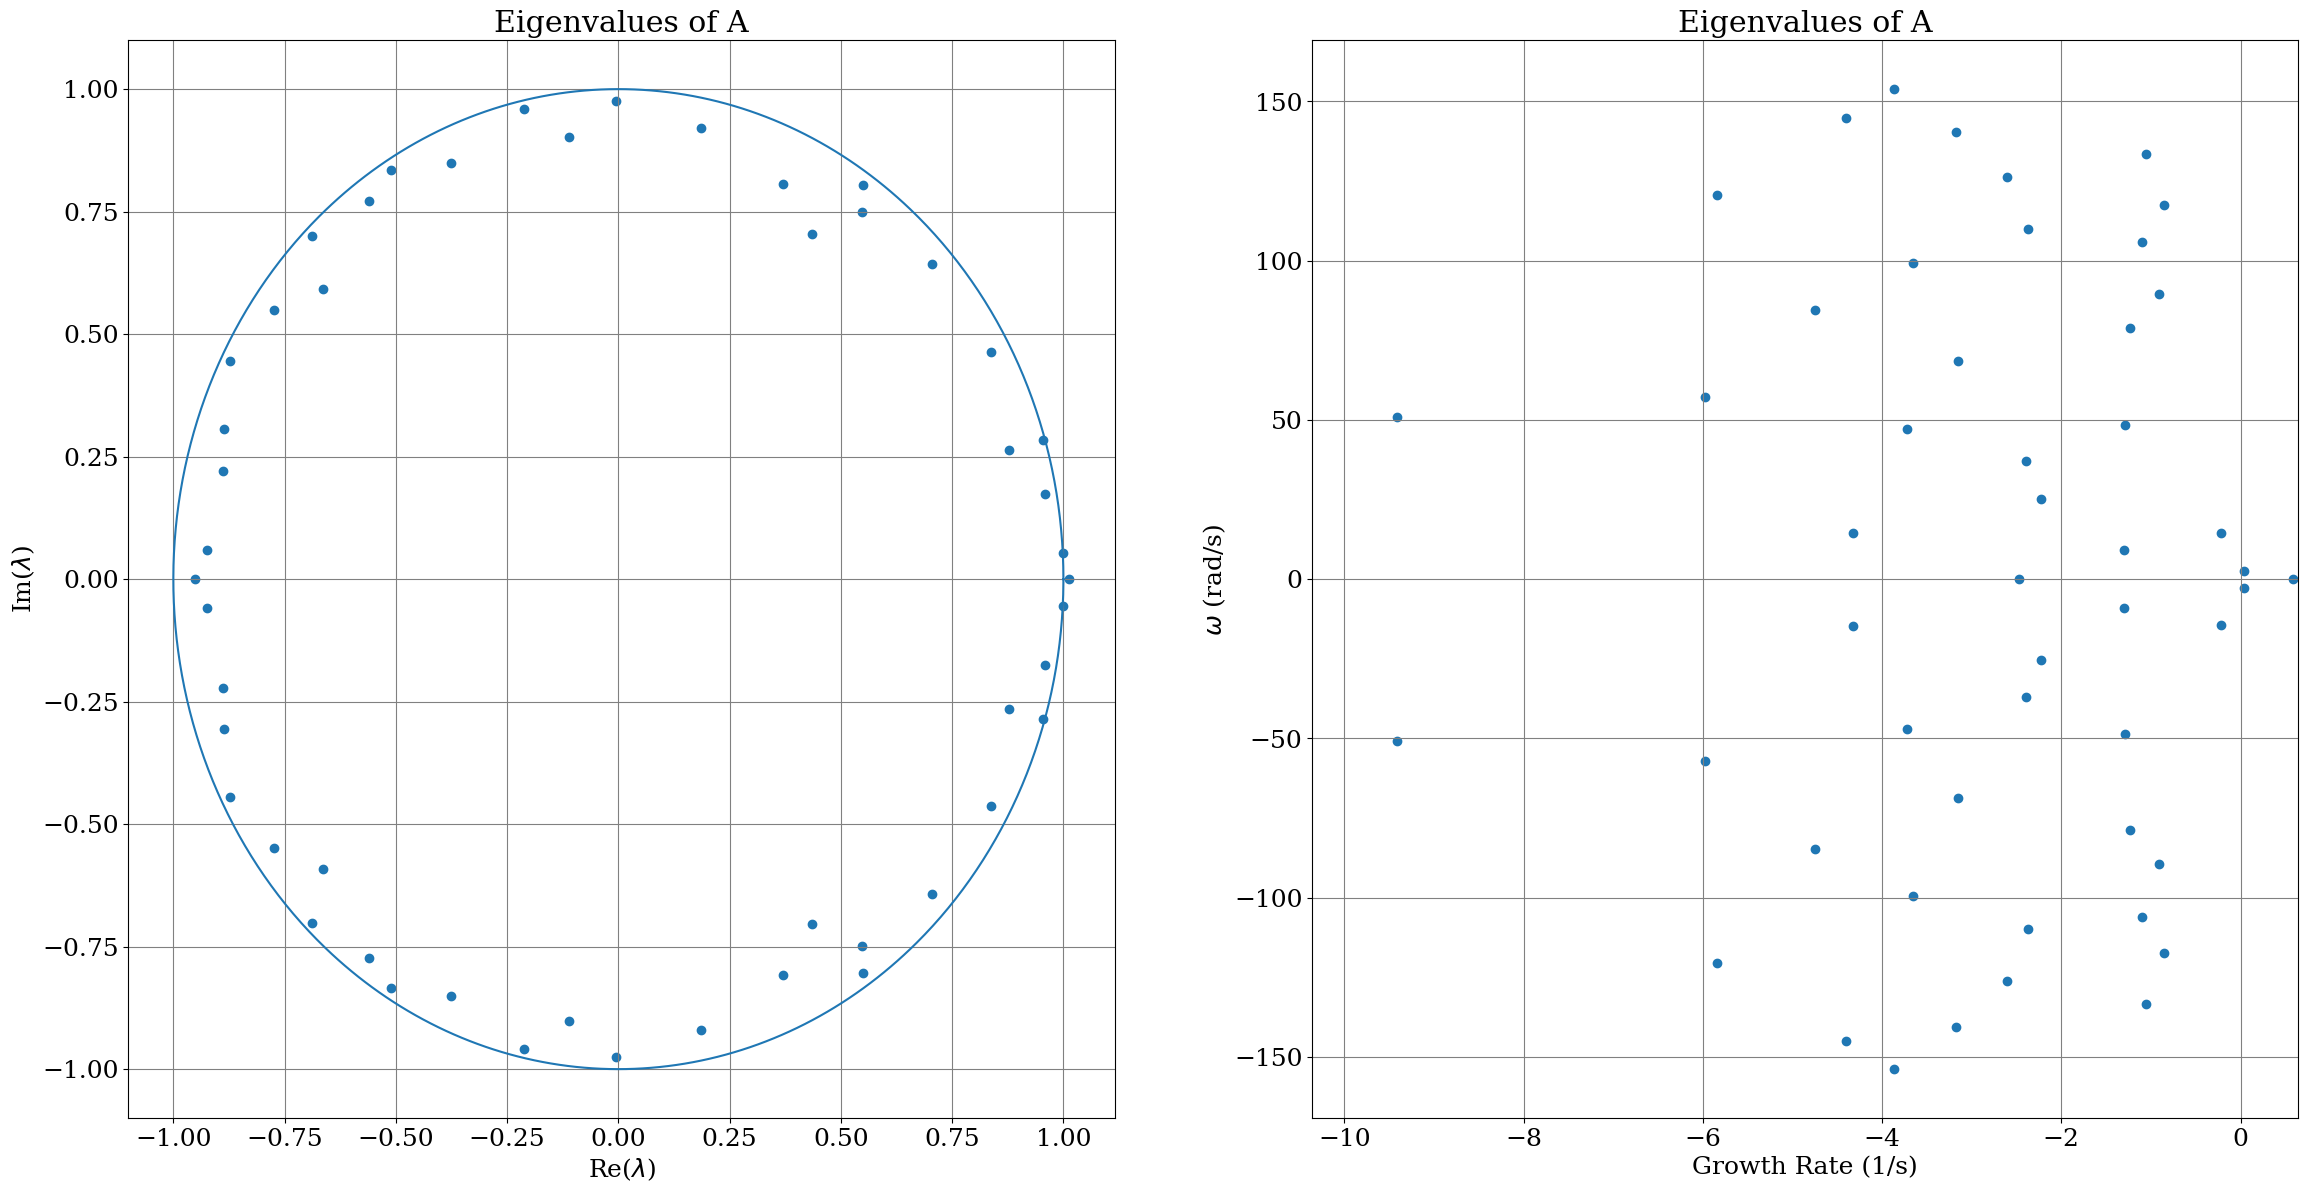 Eigenvalues of A
1.00
0.75
0.50
0.25
0.00
−0.25
−0.50
−0.75
−1.00
Im(λ)
−1.00 −0.75 −0.50 −0.25 0.00 0.25 0.50 0.75 1.00
Re(λ)
Eigenvalues of A
150
100
50
0
−50
−100
−150
ω (rad/s)
−10 −8 −6 −4 −2 0
Growth Rate (1/s)